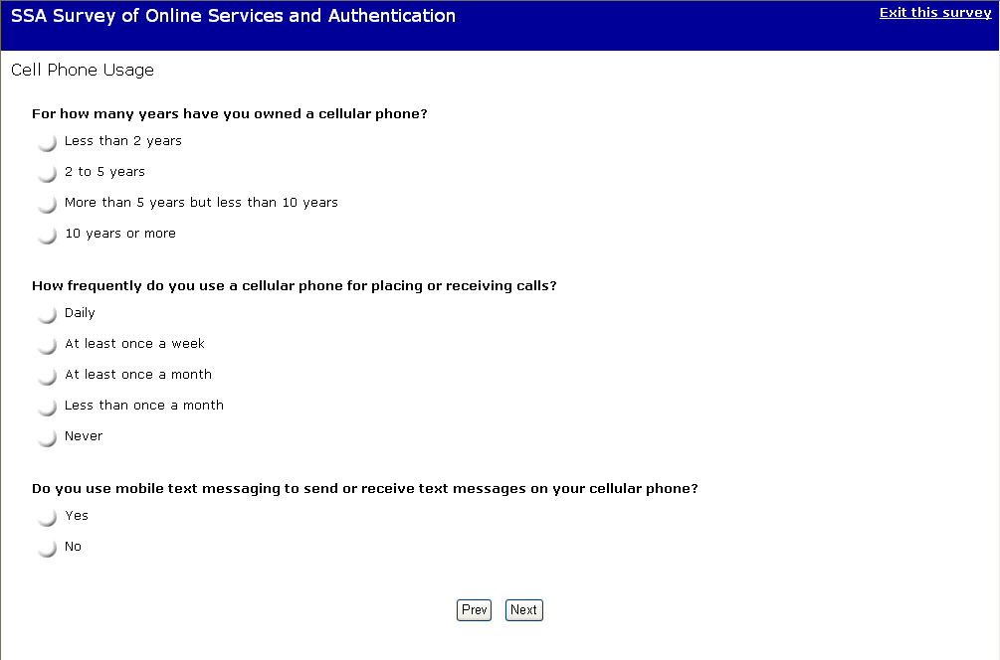 SSA Survey of Online Services and Authentication
Exit this survey
Cell Phone Usage
For how many years have you owned a cellular phone?
Less than 2 years
2 to 5 years
More than 5 years but less than 10 years
10 years or more
How frequently do you use a cellular phone for placing or receiving calls?
Daily
At least once a week
At least once a month
Less than once a month
Never
Do you use mobile text messaging to send or receive text messages on your cellular phone?
Yes
No
Prev Next